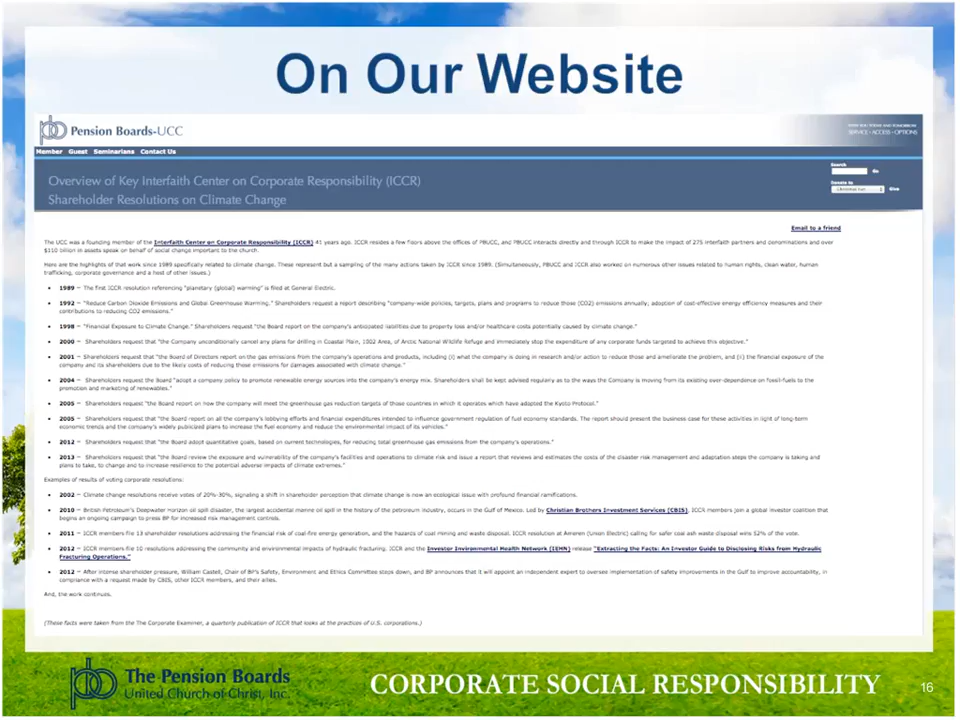 On Our Website
Pension Boards-UCC
SERVICE • ACCESS • OPTIONS
Member Guest Seminarians Contact Us
Search
Go
Overview of Key Interfaith Center on Corporate Responsibility (ICCR)
Shareholder Resolutions on Climate Change
Donate to
Give
Email to a friend
The UCC was a founding member of the Interfaith Center on Corporate Responsibility (ICCR) 41 years ago. ICCR resides a few floors above the offices of PBUCC, and PBUCC interacts directly and through ICCR to make the impact of 275 interfaith partners and denominations and over
$110 billion in assets speak on behalf of social change important to the church.
Here are the highlights of that work since 1989 specifically related to climate change. These represent but a sampling of the many actions taken by ICCR since 1989. (Simultaneously, PBUCC and ICCR also worked on numerous other issues related to human rights, clean water, human
trafficking, corporate governance and a host of other issues.)
• 1989 – The first ICCR resolution referencing "planetary (global) warming" is filed at General Electric.
• 1992 – "Reduce Carbon Dioxide Emissions and Global Greenhouse Warming." Shareholders request a report describing "company-wide policies, targets, plans and programs to reduce those (CO2) emissions annually, adoption of cost-effective energy efficiency measures and their
contributions to reducing CO2 emissions."
• 1998 – "Financial Exposure to Climate Change." Shareholders request "the Board report on the company's anticipated liabilities due to property loss and/or healthcare costs potentially caused by climate change."
• 2000 – Shareholders request that "the Company unconditionally cancel any plans for drilling in Coastal Plain, 1002 Area, of Arctic National Wildlife Refuge and immediately stop the expenditure of any corporate funds targeted to achieve this objective."
• 2001 – Shareholders request that "the Board of Directors report on the gas emissions from the company's operations and products, including (i) what the company is doing in research and/or action to reduce those and ameliorate the problem, and (ii) the financial exposure of the
company and its shareholders due to the likely costs of reducing those emissions for damages associated with climate change."
• 2004 – Shareholders request the Board "adopt a company policy to promote renewable energy sources into the company's energy mix. Shareholders shall be kept advised regularly as to the ways the Company is moving from its existing over-dependence on fossil-fuels to the
promotion and marketing of renewables."
• 2005 – Shareholders request "the Board report on how the company will meet the greenhouse gas reduction targets of those countries in which it operates which have adopted the Kyoto Protocol."
• 2005 – Shareholders request that "the Board report on all the company's lobbying efforts and financial expenditures intended to influence government regulation of fuel economy standards. The report should present the business case for these activities in light of long-term
economic trends and the company's widely publicized plans to increase the fuel economy and reduce the environmental impact of its vehicles."
• 2012 – Shareholders request that "the Board adopt quantitative goals, based on current technologies, for reducing total greenhouse gas emissions from the company's operations."
• 2013 – Shareholders request that "the Board review the exposure and vulnerability of the company's facilities and operations to climate risk and issue a report that reviews and estimates the costs of the disaster risk management and adaptation steps the company is taking and
plans to take, to change and to increase resilience to the potential adverse impacts of climate extremes."
Examples of results of voting corporate resolutions:
• 2002 – Climate change resolutions receive votes of 20%-30%, signaling a shift in shareholder perception that climate change is now an ecological issue with profound financial ramifications.
• 2010 – British Petroleum's Deepwater Horizon oil spill disaster, the largest accidental marine oil spill in the history of the petroleum industry, occurs in the Gulf of Mexico. Led by Christian Brothers Investment Services (CBIS), ICCR members join a global investor coalition that
begins an ongoing campaign to press BP for increased risk management controls.
• 2011 – ICCR members file 13 shareholder resolutions addressing the financial risk of coal-fire energy generation, and the hazards of coal mining and waste disposal. ICCR resolution at Ameren (Union Electric) calling for safer coal ash waste disposal wins 52% of the vote.
• 2012 – ICCR members file 10 resolutions addressing the community and environmental impacts of hydraulic fracturing. ICCR and the Investor Environmental Health Network (IEHN) release "Extracting the Facts: An Investor Guide to Disclosing Risks from Hydraulic
Fracturing Operations."
• 2012 – After intense shareholder pressure, William Castell, Chair of BP's Safety, Environment and Ethics Committee steps down, and BP announces that it will appoint an independent expert to oversee implementation of safety improvements in the Gulf to improve accountability, in
compliance with a request made by CBIS, other ICCR members, and their allies.
And, the work continues.
(These facts were taken from the The Corporate Examiner, a quarterly publication of ICCR that looks at the practices of U.S. corporations.)
The Pension Boards
United Church of Christ, Inc.
CORPORATE SOCIAL RESPONSIBILITY
16